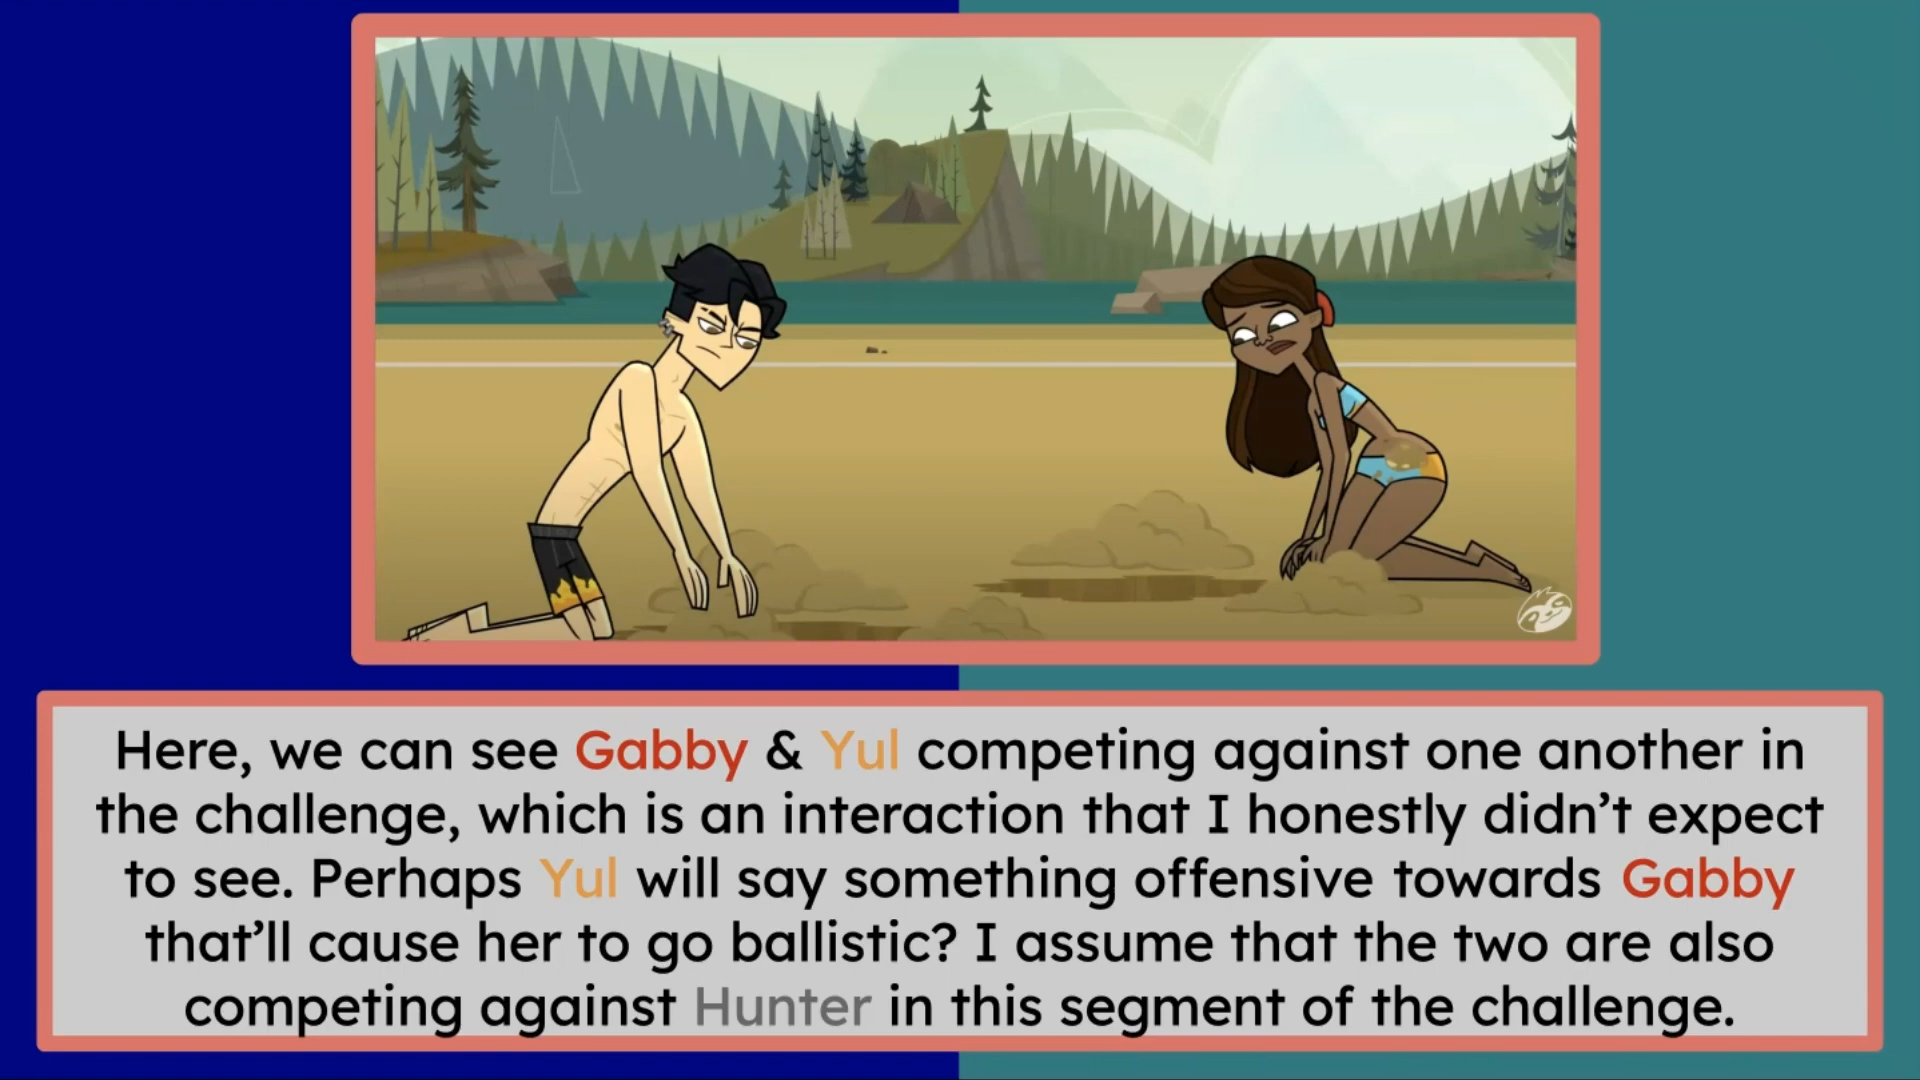 Here, we can see Gabby & Yul competing against one another in
the challenge, which is an interaction that I honestly didn’t expect
to see. Perhaps Yul will say something offensive towards Gabby
that’ll cause her to go ballistic? I assume that the two are also
competing against Hunter in this segment of the challenge.